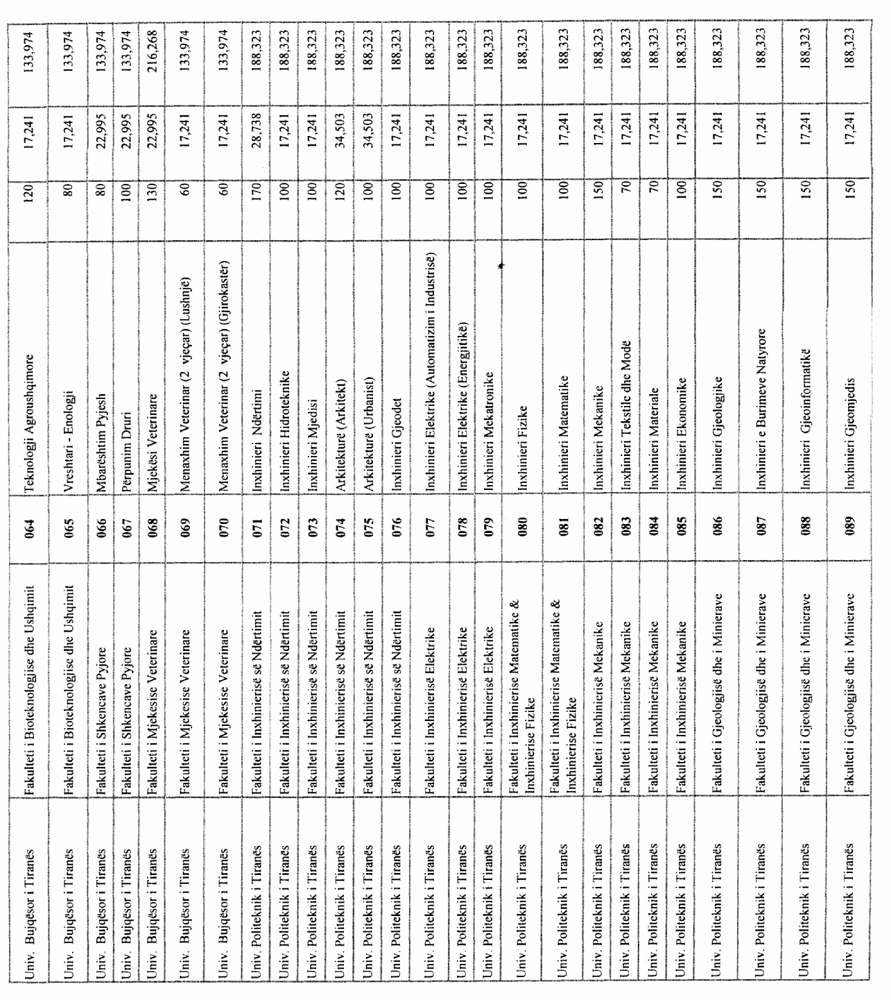 Univ. Bujqësor i Tiranës Fakulteti i Bioteknologjise dhe Ushqimit 064 Teknologji Agroushqimore 120 17,241 133,974
Univ. Bujqësor i Tiranës Fakulteti i Bioteknologjise dhe Ushqimit 065 Vreshtari - Enologji 80 17,241 133,974
Univ. Bujqësor i Tiranës Fakulteti i Shkencave Pyjore 066 Mbarështim Pyjesh 80 22,995 133,974
Univ. Bujqësor i Tiranës Fakulteti i Shkencave Pyjore 067 Përpunim Druri 100 22,995 133,974
Univ. Bujqësor i Tiranës Fakulteti i Mjekesise Veterinare 068 Mjekësi Veterinare 130 22,995 216,268
Univ. Bujqësor i Tiranës Fakulteti i Mjekesise Veterinare 069 Menaxhim Veterinar (2 vjeçar) (Lushnjë) 60 17,241 133,974
Univ. Bujqësor i Tiranës Fakulteti i Mjekesise Veterinare 070 Menaxhim Veterinar (2 vjeçar) (Gjirokastër) 60 17,241 133,974
Univ. Politeknik i Tiranës Fakulteti i Inxhinierisë së Ndërtimit 071 Inxhinieri Ndërtimi 170 28,738 188,323
Univ. Politeknik i Tiranës Fakulteti i Inxhinierisë së Ndërtimit 072 Inxhinieri Hidroteknike 100 17,241 188,323
Univ. Politeknik i Tiranës Fakulteti i Inxhinierisë së Ndërtimit 073 Inxhinieri Mjedisi 100 17,241 188,323
Univ. Politeknik i Tiranës Fakulteti i Inxhinierisë së Ndërtimit 074 Arkitekturë (Arkitekt) 120 34,503 188,323
Univ. Politeknik i Tiranës Fakulteti i Inxhinierisë së Ndërtimit 075 Arkitekturë (Urbanist) 100 34,503 188,323
Univ. Politeknik i Tiranës Fakulteti i Inxhinierisë së Ndërtimit 076 Inxhinieri Gjeodet 100 17,241 188,323
Univ. Politeknik i Tiranës Fakulteti i Inxhinierisë Elektrike 077 Inxhinieri Elektrike (Automatizim i Industrisë) 100 17,241 188,323
Univ. Politeknik i Tiranës Fakulteti i Inxhinierisë Elektrike 078 Inxhinieri Elektrike (Energjitikë) 100 17,241 188,323
Univ. Politeknik i Tiranës Fakulteti i Inxhinierisë Elektrike 079 Inxhinieri Mekatronike 100 17,241 188,323
Univ. Politeknik i Tiranës Fakulteti i Inxhinierise Matematike & 080 Inxhinieri Fizike 100 17,241 188,323
Inxhinierise Fizike
Univ. Politeknik i Tiranës Fakulteti i Inxhinierise Matematike & 081 Inxhinieri Matematike 100 17,241 188,323
Inxhinierise Fizike
Univ. Politeknik i Tiranës Fakulteti i Inxhinierisë Mekanike 082 Inxhinieri Mekanike 150 17,241 188,323
Univ. Politeknik i Tiranës Fakulteti i Inxhinierisë Mekanike 083 Inxhinieri Tekstile dhe Modë 70 17,241 188,323
Univ. Politeknik i Tiranës Fakulteti i Inxhinierisë Mekanike 084 Inxhinieri Materiale 70 17,241 188,323
Univ. Politeknik i Tiranës Fakulteti i Inxhinierisë Mekanike 085 Inxhinieri Ekonomike 100 17,241 188,323
Univ. Politeknik i Tiranës Fakulteti i Gjeologjisë dhe i Minierave 086 Inxhinieri Gjeologjike 150 17,241 188,323
Univ. Politeknik i Tiranës Fakulteti i Gjeologjisë dhe i Minierave 087 Inxhinieri e Burimeve Natyrore 150 17,241 188,323
Univ. Politeknik i Tiranës Fakulteti i Gjeologjisë dhe i Minierave 088 Inxhinieri Gjeoinformatikë 150 17,241 188,323
Univ. Politeknik i Tiranës Fakulteti i Gjeologjisë dhe i Minierave 089 Inxhinieri Gjeomjedis 150 17,241 188,323